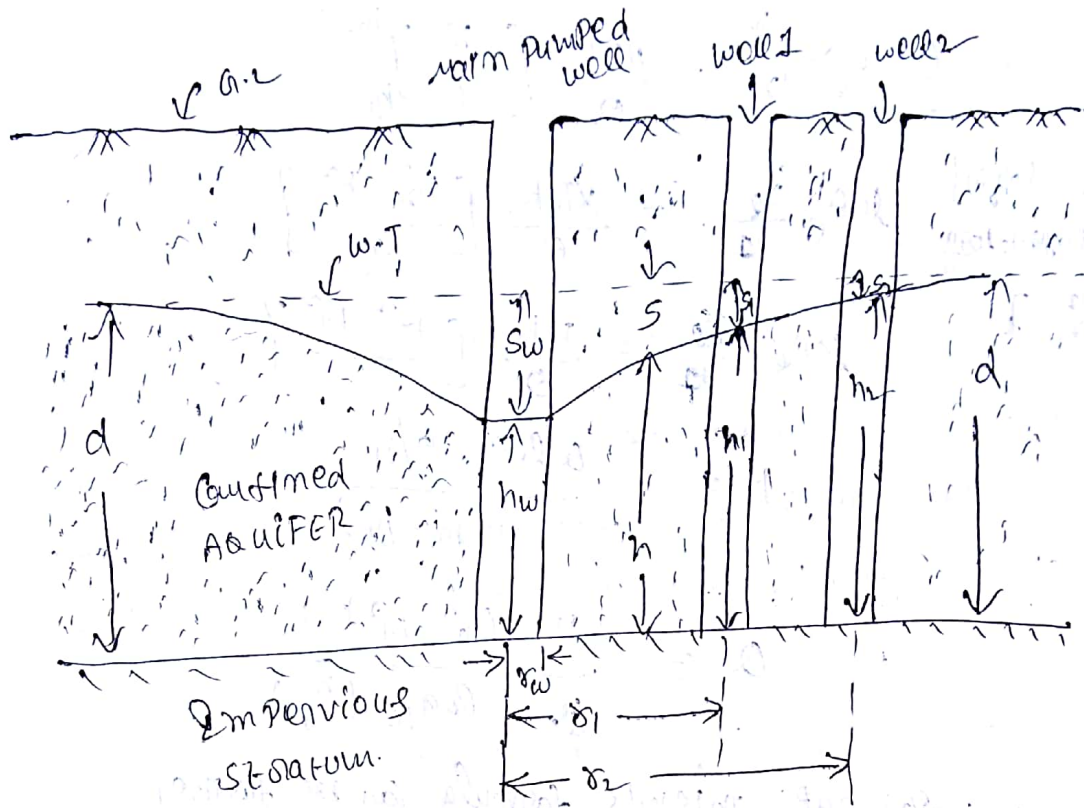 Main Pumped well
well 1
well 2
G.L
W.T
Sw
S
S1
S2
d
hw
h
h1
h2
d
Confined
AQUIFER
rw
r1
r2
Impervious
Stratum.